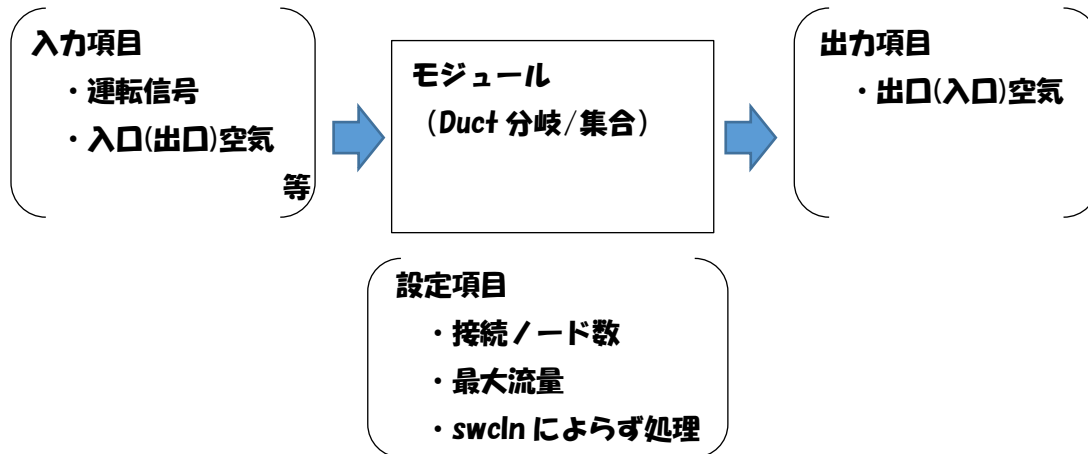 入力項目
・運転信号
・入口(出口)空気
等
モジュール
(Duct 分岐/集合)
出力項目
・出口(入口)空気
設定項目
・接続ノード数
・最大流量
・swcIn によらず処理